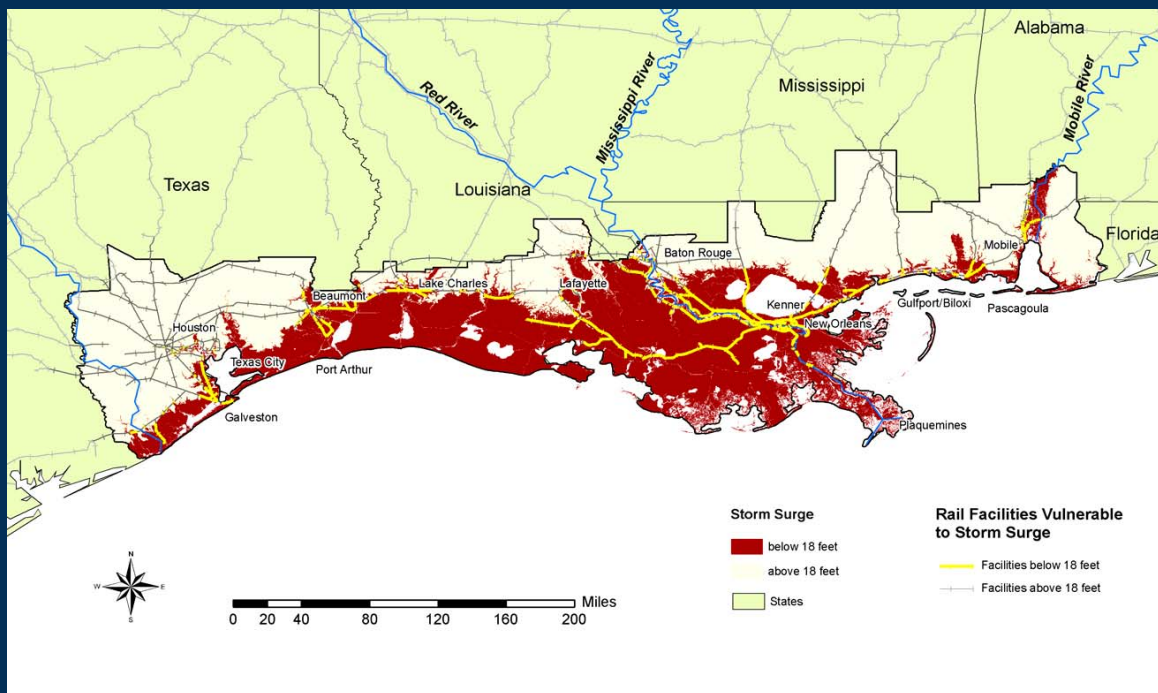 Alabama
Mississippi River
Mississippi
Mobile River
Red River
Texas
Louisiana
Florida
Baton Rouge
Mobile
Lake Charles
Lafayette
Beaumont
Kenner
Gulfport/Biloxi
Pascagoula
New Orleans
Houston
Texas City
Port Arthur
Galveston
Plaquemines
Storm Surge
below 18 feet
above 18 feet
States
Rail Facilities Vulnerable
to Storm Surge
Facilities below 18 feet
Facilities above 18 feet
N
W E
S
Miles
0 20 40 80 120 160 200